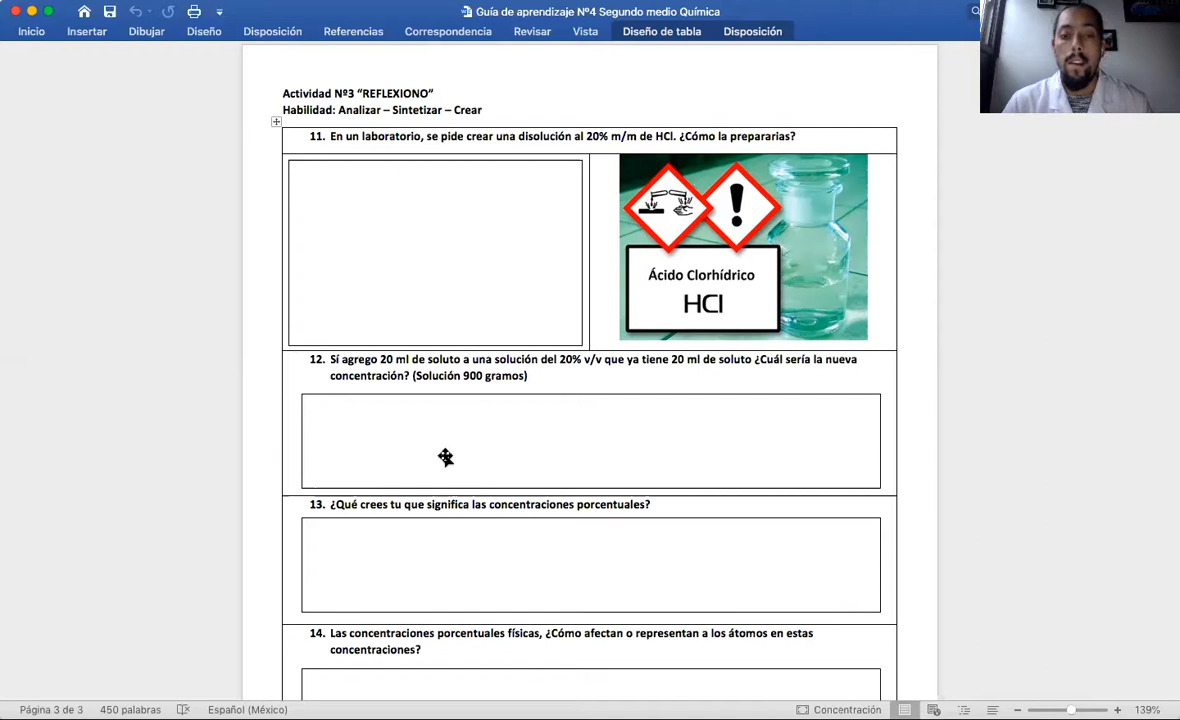 Guía de aprendizaje Nº4 Segundo medio Química
Inicio Insertar Dibujar Diseño Disposición Referencias Correspondencia Revisar Vista Diseño de tabla Disposición
Actividad Nº3 “REFLEXIONO”
Habilidad: Analizar – Sintetizar – Crear
11. En un laboratorio, se pide crear una disolución al 20% m/m de HCl. ¿Cómo la prepararias?
Ácido Clorhídrico
HCl
12. Sí agrego 20 ml de soluto a una solución del 20% v/v que ya tiene 20 ml de soluto ¿Cuál sería la nueva
concentración? (Solución 900 gramos)
13. ¿Qué crees tu que significa las concentraciones porcentuales?
14. Las concentraciones porcentuales físicas, ¿Cómo afectan o representan a los átomos en estas
concentraciones?
Página 3 de 3 450 palabras Español (México) Concentración 139%